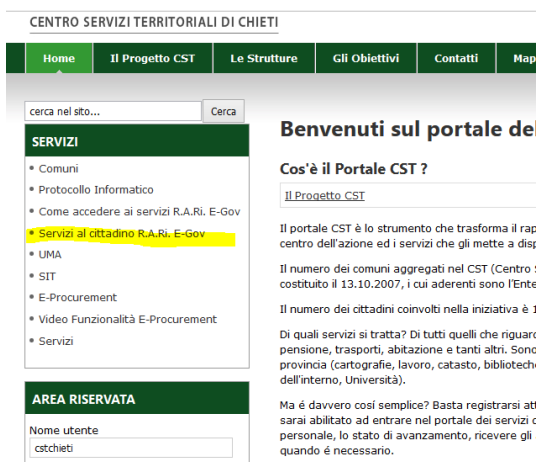 CENTRO SERVIZI TERRITORIALI DI CHIETI
Home Il Progetto CST Le Strutture Gli Obiettivi Contatti
cerca nel sito... Cerca
SERVIZI
• Comuni
• Protocollo Informatico
• Come accedere ai servizi R.A.Ri. E-Gov
• Servizi al cittadino R.A.Ri. E-Gov
• UMA
• SIT
• E-Procurement
• Video Funzionalità E-Procurement
• Servizi
AREA RISERVATA
Nome utente
cstchieti
Benvenuti sul portale
Cos'è il Portale CST ?
Il Progetto CST
Il portale CST è lo strumento che trasforma il
centro dell'azione ed i servizi che gli mette a
Il numero dei comuni aggregati nel CST (Centro
costituito il 13.10.2007, i cui aderenti sono l'Ente
Il numero dei cittadini coinvolti nella iniziativa è
Di quali servizi si tratta? Di tutti quelli che
pensione, trasporti, abitazione e tanti altri. Sono
provincia (cartografie, lavoro, catasto,
dell'interno, Università).
Ma é davvero cosí semplice? Basta registrarsi
sarai abilitato ad entrare nel portale dei servizi
personale, lo stato di avanzamento, ricevere gli
quando é necessario.